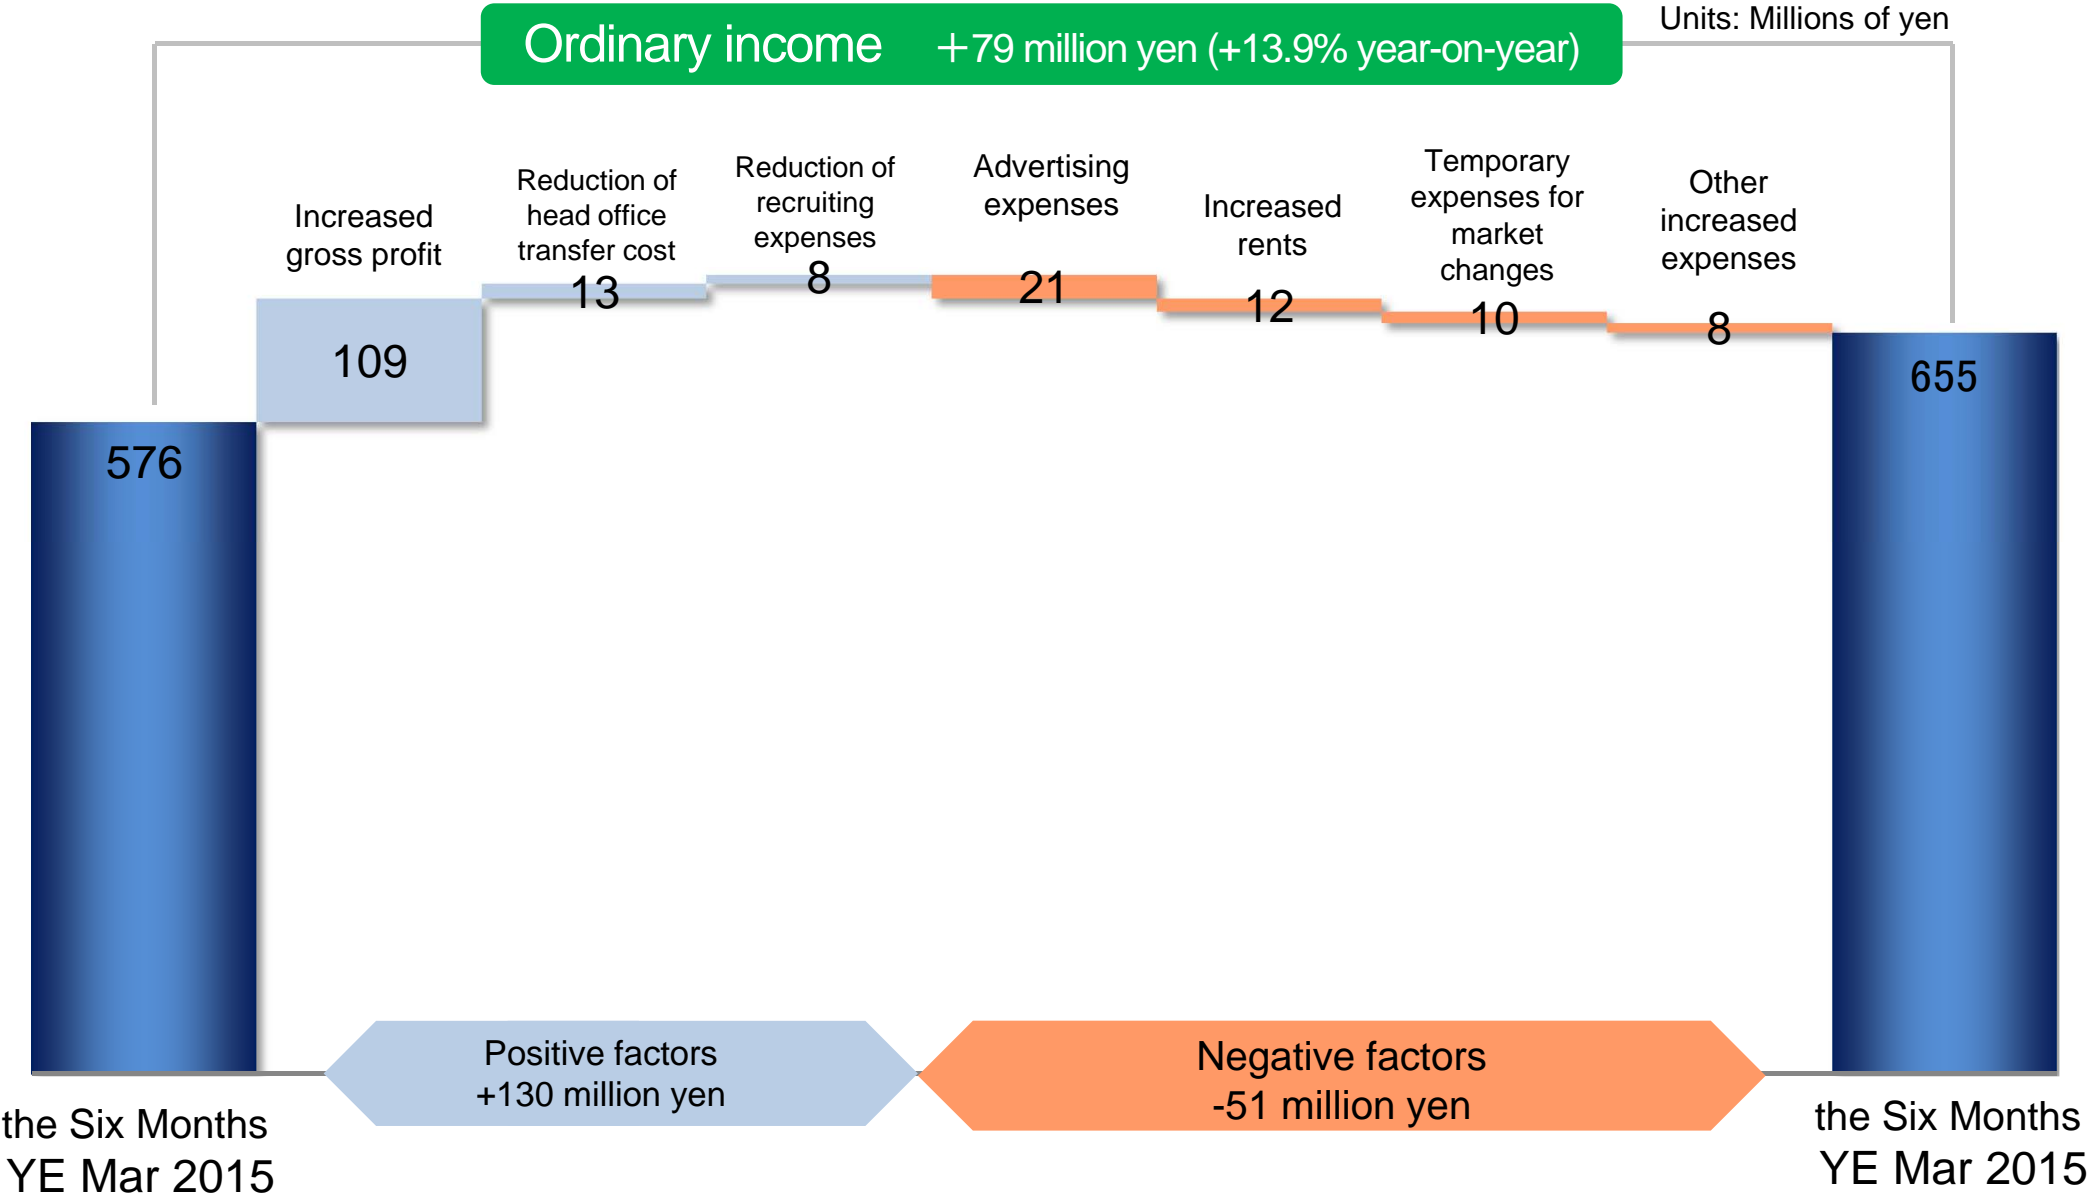 Units: Millions of yen
Ordinary income +79 million yen (+13.9% year-on-year)
Increased
gross profit
109
Reduction of
head office
transfer cost
13
Reduction of
recruiting
expenses
8
Advertising
expenses
21
Increased
rents
12
Temporary
expenses for
market
changes
10
Other
increased
expenses
8
576
655
Positive factors
+130 million yen
Negative factors
-51 million yen
the Six Months
YE Mar 2015
the Six Months
YE Mar 2015